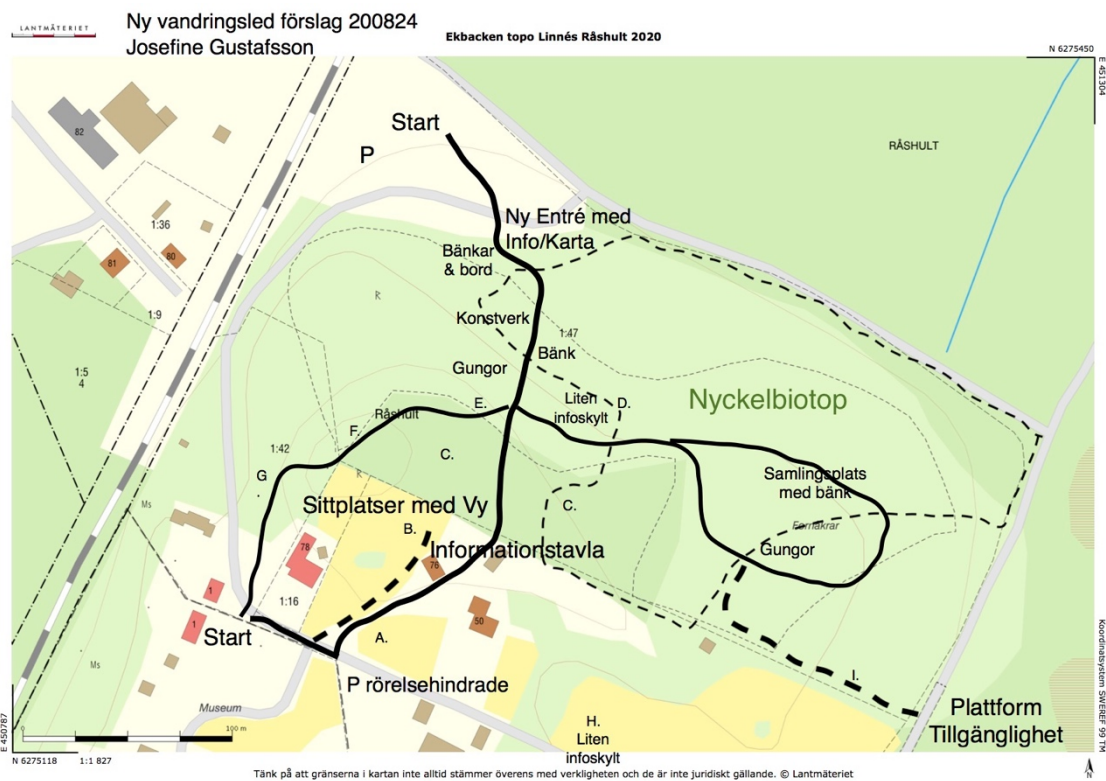 LANTMÄTERIET
Ny vandringsled förslag 200824
Josefine Gustafsson
Ekbacken topo Linnés Råshult 2020
N 6275450
E 451304
Start
P
82
RÅSHULT
1:36
81
80
Ny Entré med
Info/Karta
Bänkar
& bord
R
1:9
Konstverk
1:47
Bänk
1:5
4
Gungor
Nyckelbiotop
Liten
infoskylt
D.
E.
Råshult
F.
1:42
C.
G
R
Samlingsplats
med bänk
Sittplatser med Vy
Ms
C.
Fornåkrar
B.
Informationstavla
Gungor
78
76
1
1:16
50
1
Start
A.
Ms
I.
P rörelsehindrade
Museum
100 m
H.
Liten
infoskylt
Plattform
Tillgänglighet
Koordinatsystem SWEREF 99 TM
E 450787
N 6275118
1:1 827
Tänk på att gränserna i kartan inte alltid stämmer överens med verkligheten och de är inte juridiskt gällande. © Lantmäteriet
N